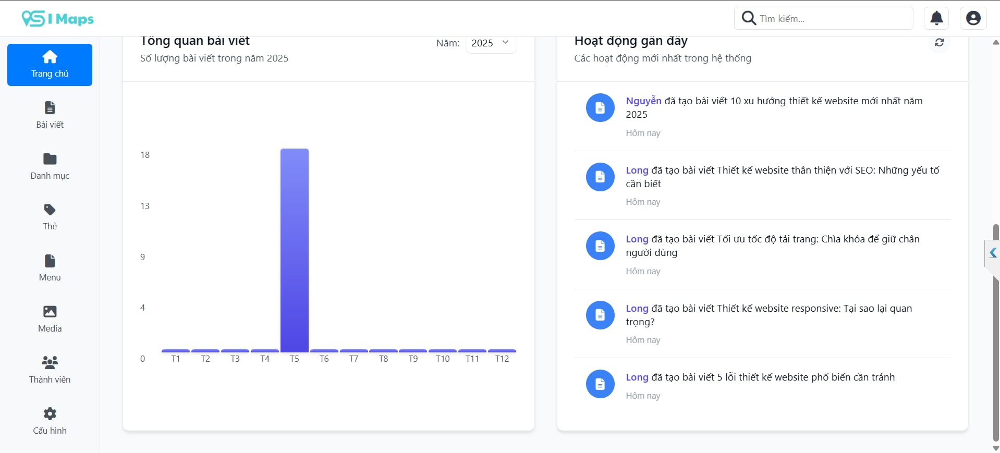 SI Maps
Tìm kiếm...
Trang chủ
Bài viết
Danh mục
Thẻ
Menu
Media
Thành viên
Cấu hình
Tổng quan bài viết
Năm: 2025
Số lượng bài viết trong năm 2025
18
13
9
4
0
T1 T2 T3 T4 T5 T6 T7 T8 T9 T10 T11 T12
Hoạt động gần đây
Các hoạt động mới nhất trong hệ thống
Nguyễn đã tạo bài viết 10 xu hướng thiết kế website mới nhất năm
2025
Hôm nay
Long đã tạo bài viết Thiết kế website thân thiện với SEO: Những yếu tố
cần biết
Hôm nay
Long đã tạo bài viết Tối ưu tốc độ tải trang: Chìa khóa để giữ chân
người dùng
Hôm nay
Long đã tạo bài viết Thiết kế website responsive: Tại sao lại quan
trọng?
Hôm nay
Long đã tạo bài viết 5 lỗi thiết kế website phổ biến cần tránh
Hôm nay